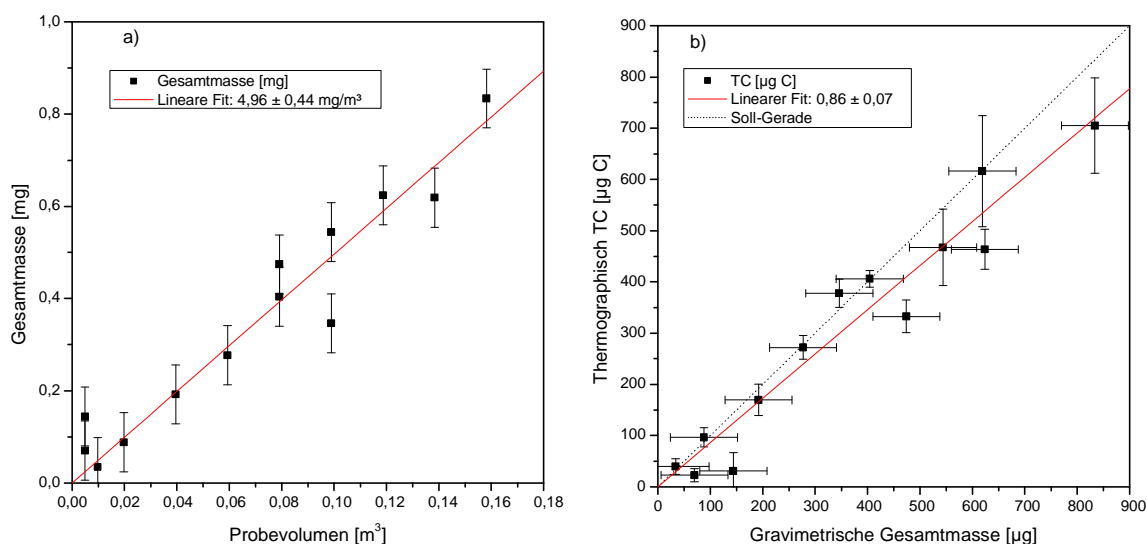 a)
Gesamtmasse [mg]
Lineare Fit: 4,96 ± 0,44 mg/m³
1,0
0,8
0,6
0,4
0,2
0,0
0,00 0,02 0,04 0,06 0,08 0,10 0,12 0,14 0,16 0,18
Gesamtmasse [mg]
Probevolumen [m³]
b)
TC [µg C]
Linearer Fit: 0,86 ± 0,07
Soll-Gerade
900
800
700
600
500
400
300
200
100
0
0 100 200 300 400 500 600 700 800 900
Thermographisch TC [µg C]
Gravimetrische Gesamtmasse [µg]